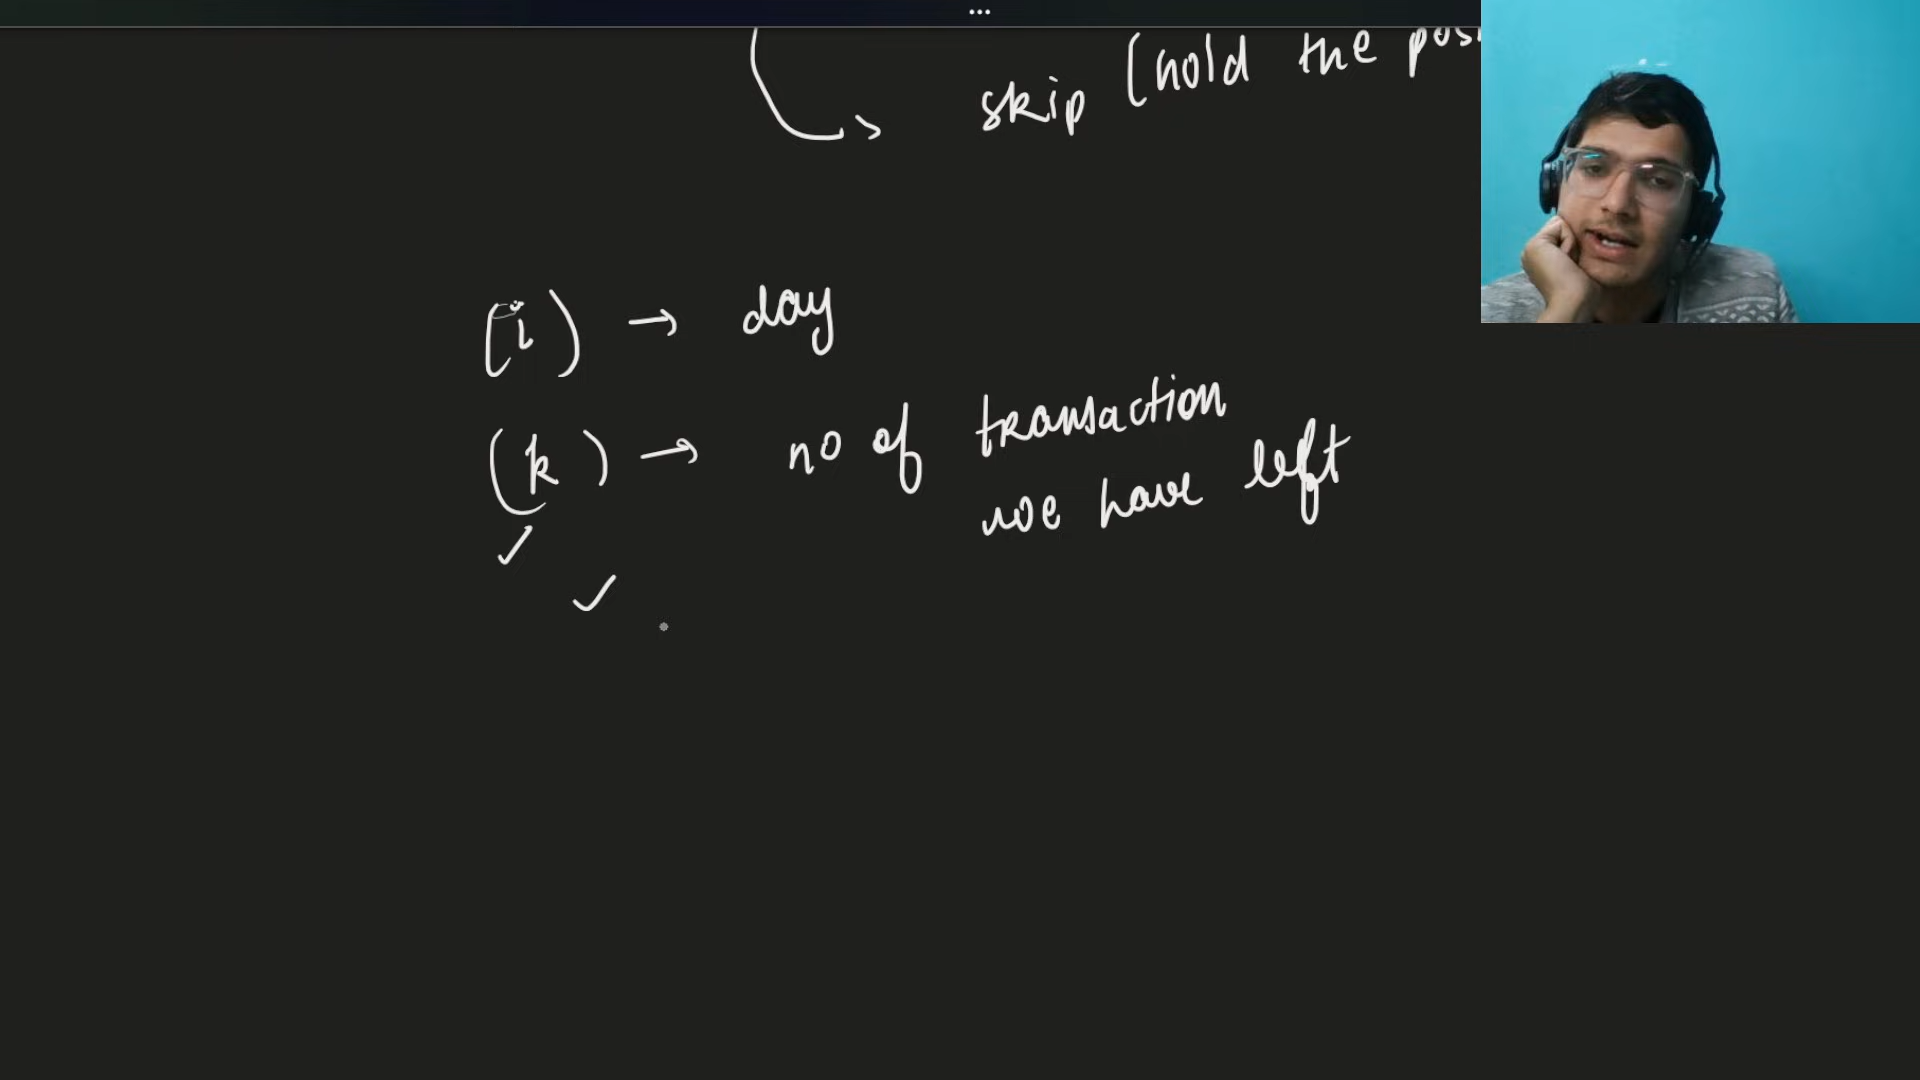 skip (hold the pos
(i) → day
(k) → no of transaction
we have left